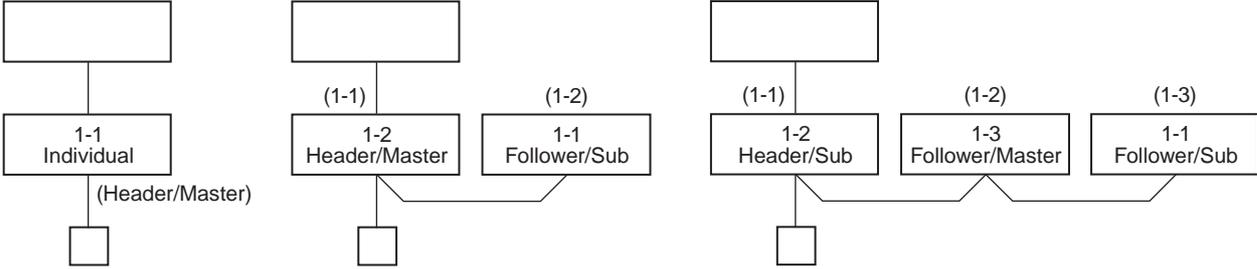 1-1
Individual
(Header/Master)
(1-1)
1-2
Header/Master
(1-2)
1-1
Follower/Sub
(1-1)
1-2
Header/Sub
(1-2)
1-3
Follower/Master
(1-3)
1-1
Follower/Sub